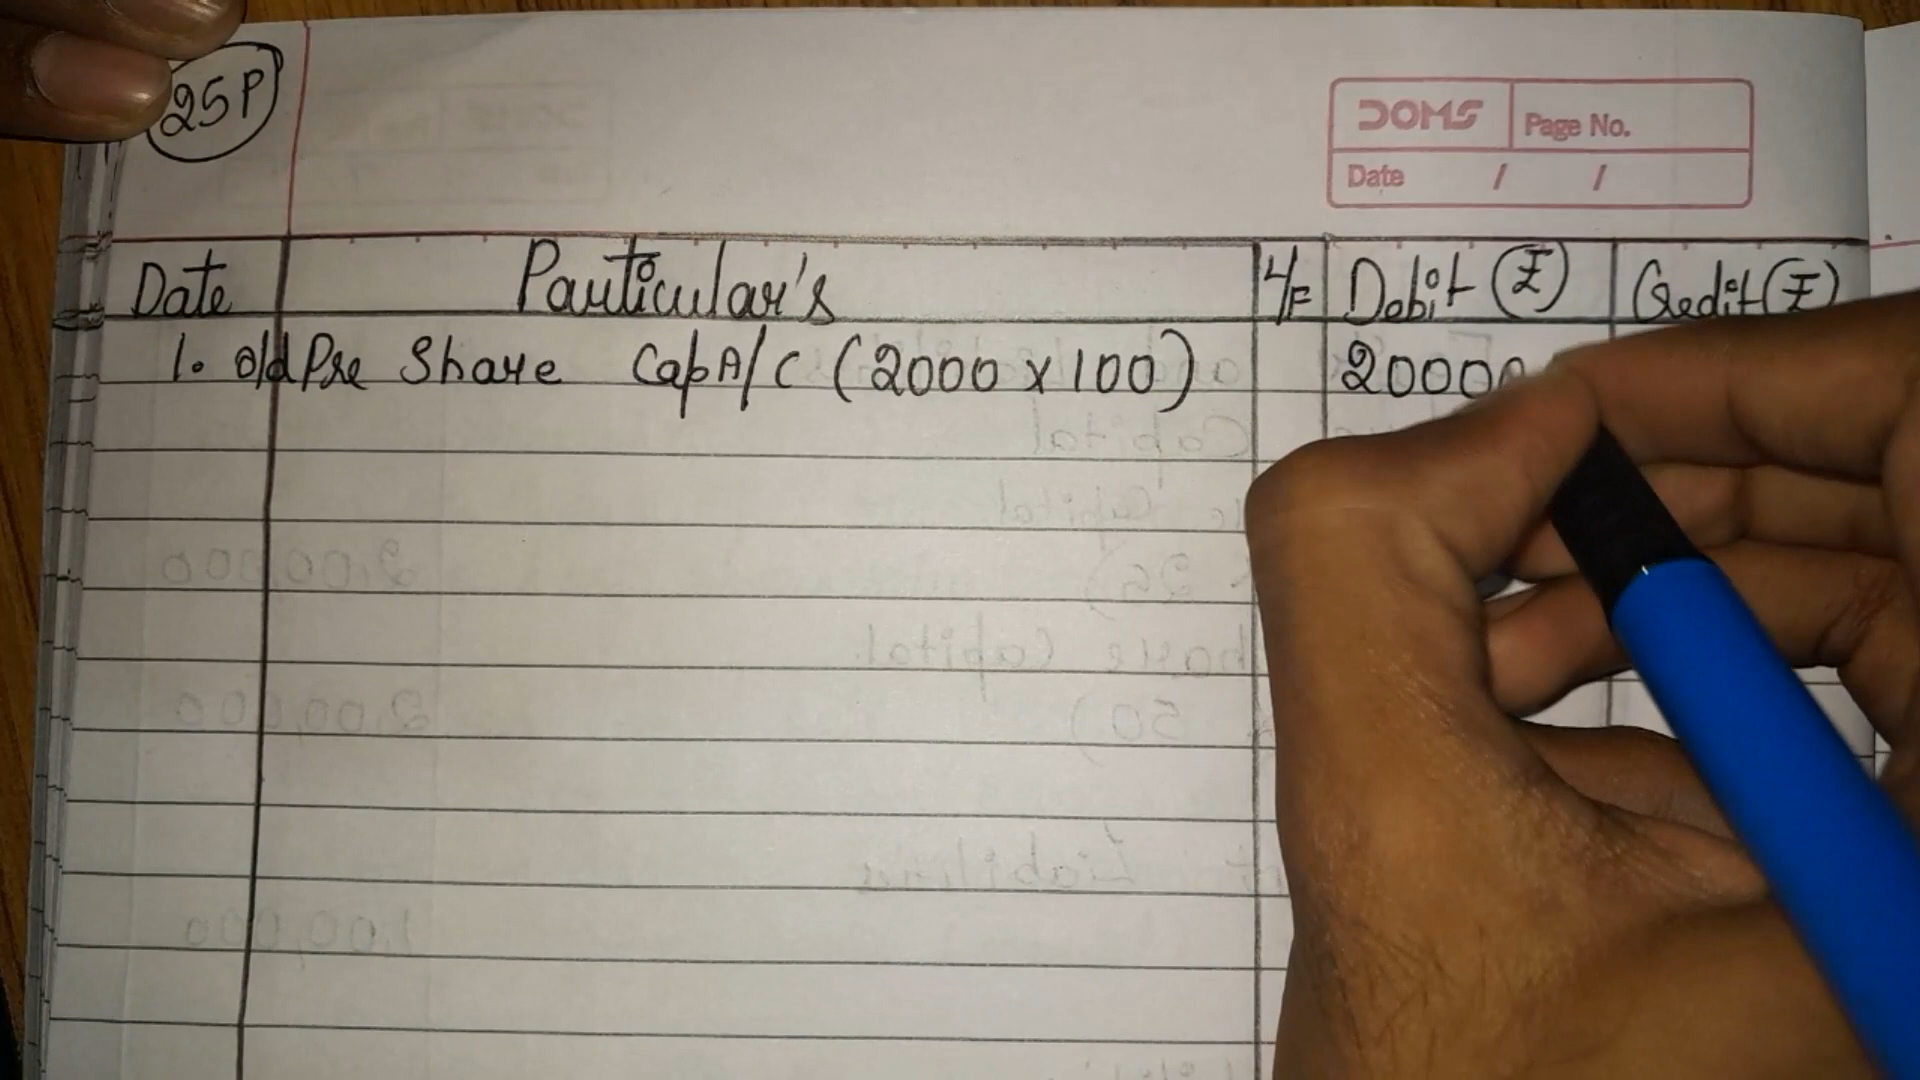 25P
DOMS Page No.
Date / /
Date Particular's L/F Debit (₹) Credit (₹)
1. old Pre Share Cap A/C (2000 x 100) 20000